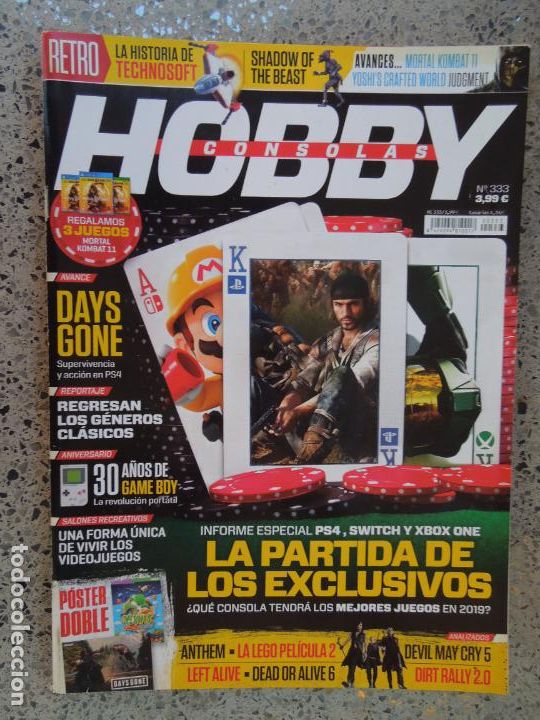 RETRO
LA HISTORIA DE
TECHNOSOFT
SHADOW OF
THE BEAST
AVANCES... MORTAL KOMBAT 11
YOSHI'S CRAFTED WORLD JUDGMENT
HOBBY
CONSOLAS
Nº 333
3,99 €
REGALAMOS
3 JUEGOS
MORTAL
KOMBAT 11
AVANCE
DAYS
GONE
Supervivencia
y acción en PS4
REPORTAJE
REGRESAN
LOS GÉNEROS
CLÁSICOS
ANIVERSARIO
30 AÑOS DE
GAME BOY
La revolución portátil
SALONES RECREATIVOS
UNA FORMA ÚNICA
DE VIVIR LOS
VIDEOJUEGOS
PÓSTER
DOBLE
DAYS GONE
A
K
K
A
INFORME ESPECIAL PS4, SWITCH Y XBOX ONE
LA PARTIDA DE
LOS EXCLUSIVOS
¿QUÉ CONSOLA TENDRÁ LOS MEJORES JUEGOS EN 2019?
ANALIZADOS
ANTHEM · LA LEGO PELÍCULA 2
DEVIL MAY CRY 5
LEFT ALIVE · DEAD OR ALIVE 6
DIRT RALLY 2.0
todocoleccion